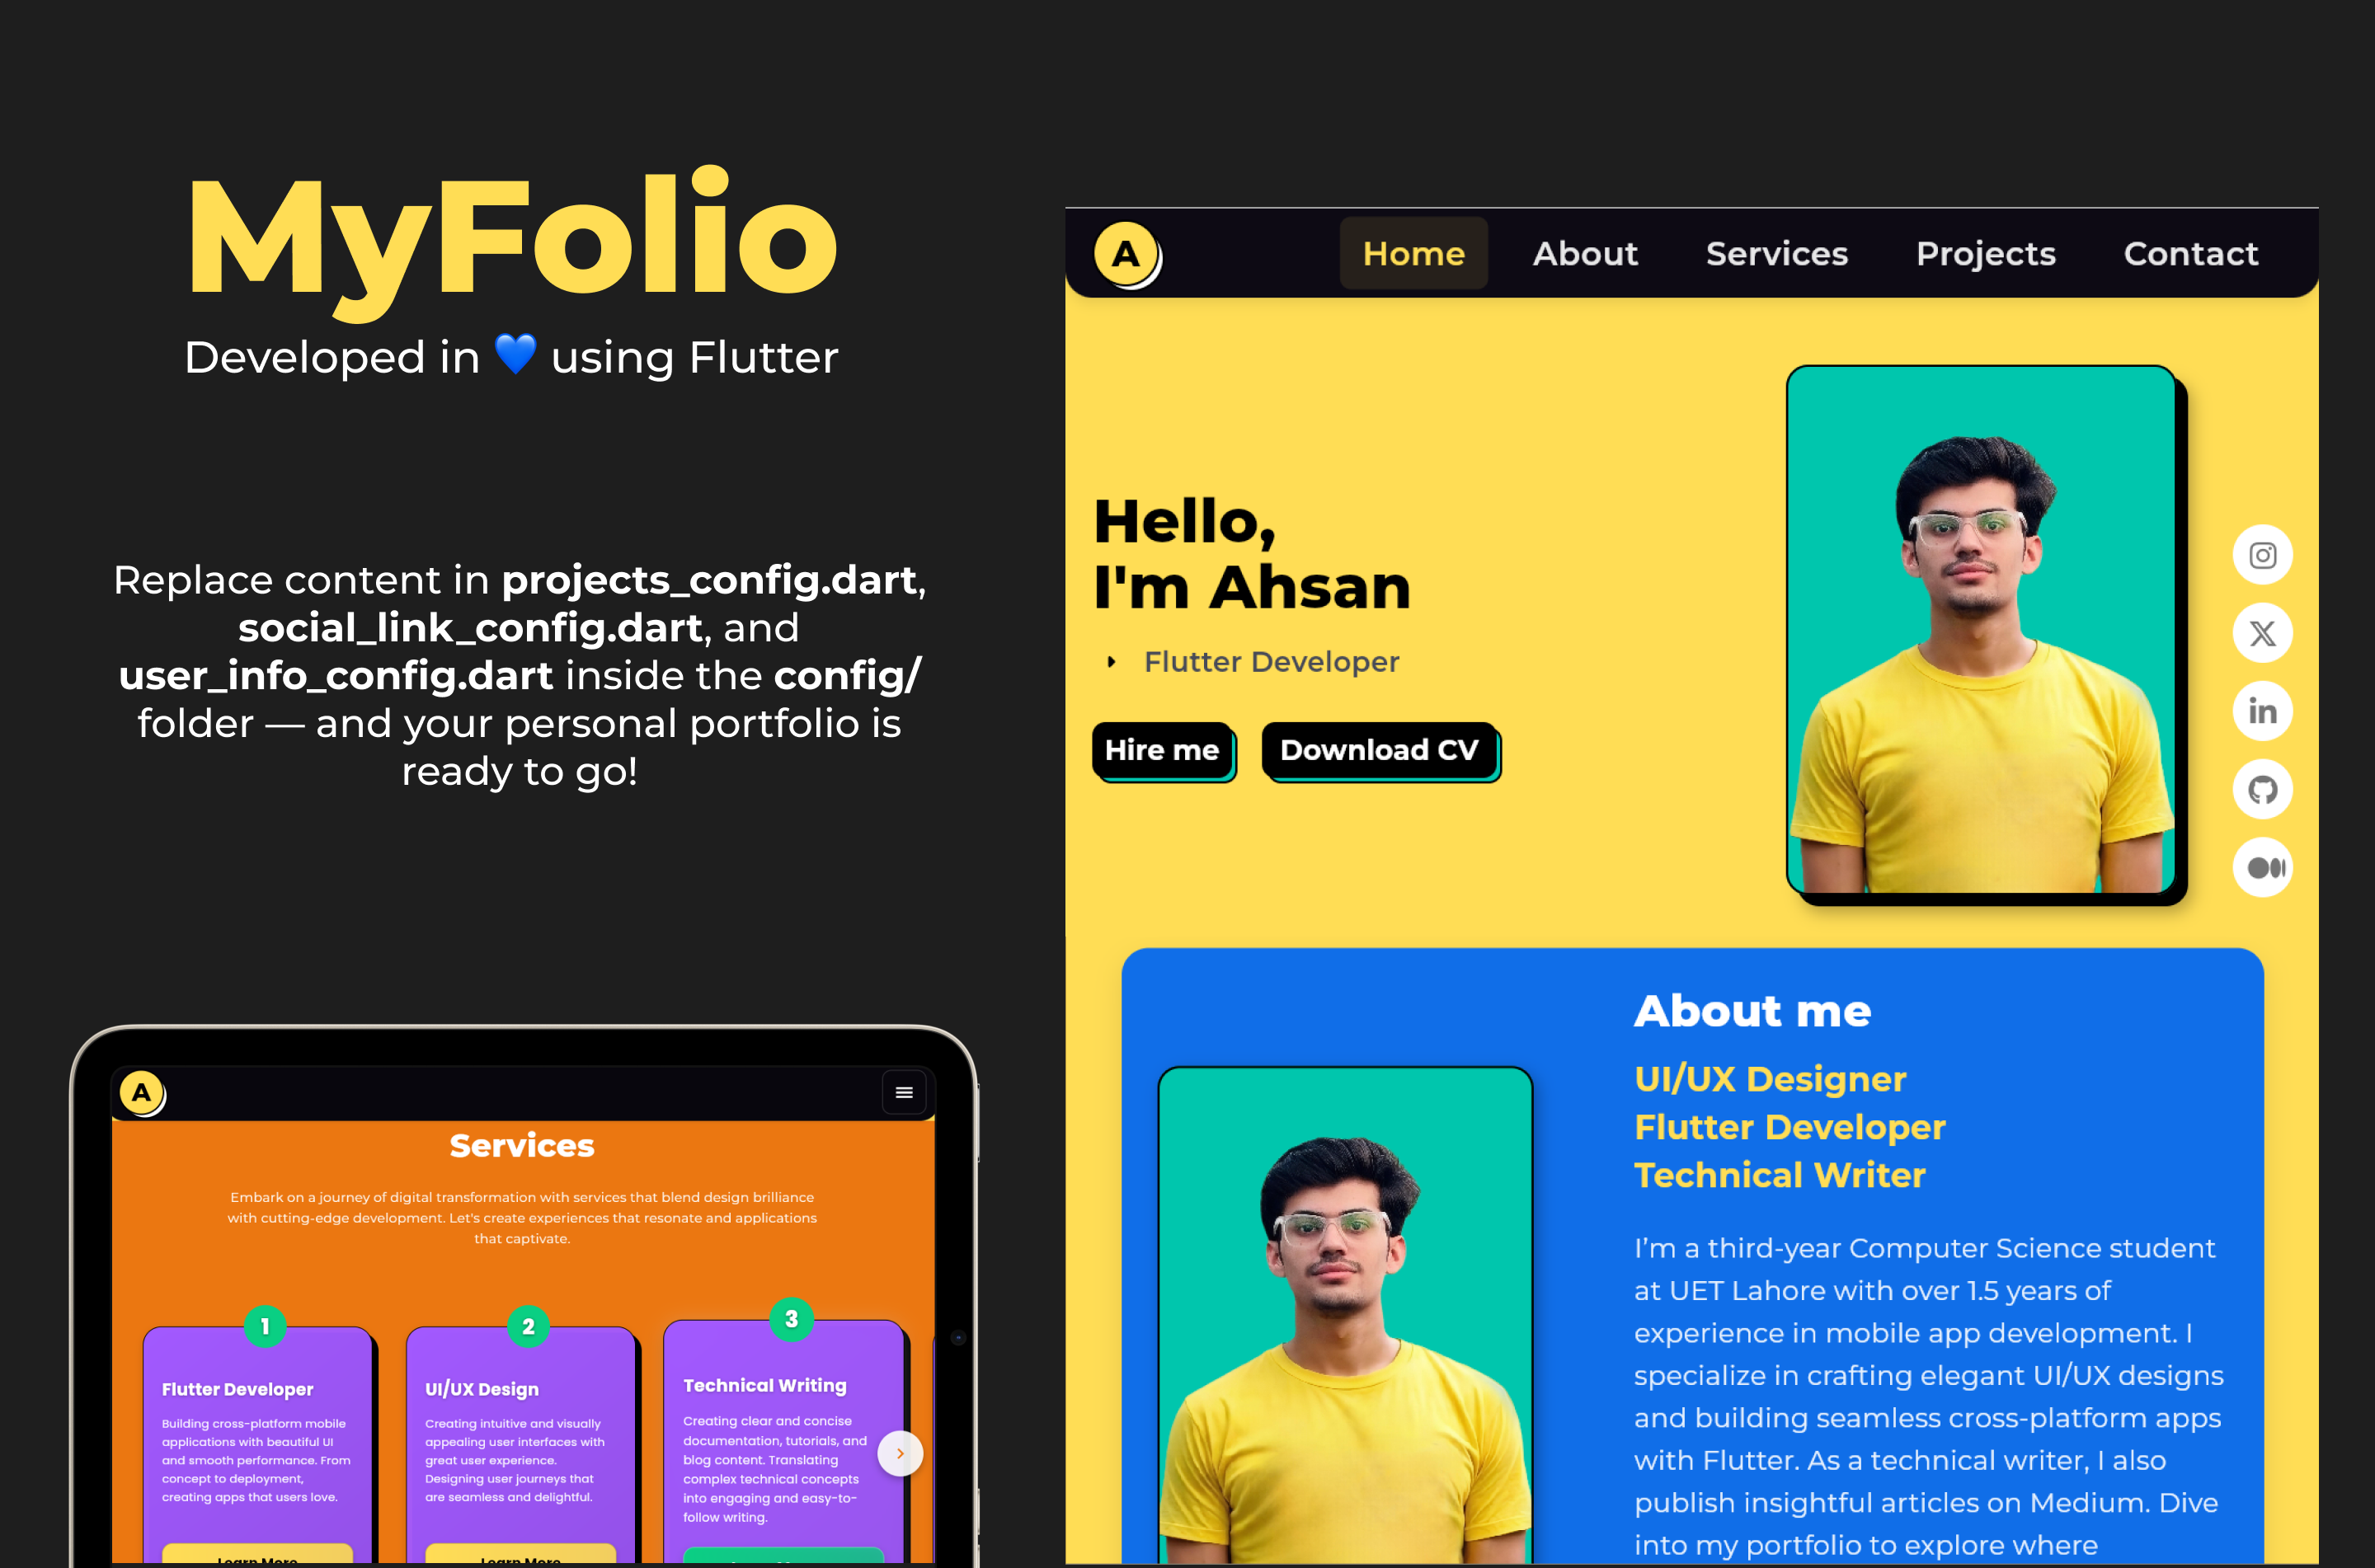 MyFolio
Developed in 💙 using Flutter
Replace content in projects_config.dart,
social_link_config.dart, and
user_info_config.dart inside the config/
folder — and your personal portfolio is
ready to go!
A
Services
Embark on a journey of digital transformation with services that blend design brilliance
with cutting-edge development. Let's create experiences that resonate and applications
that captivate.
1
Flutter Developer
Building cross-platform mobile
applications with beautiful UI
and smooth performance. From
concept to deployment,
creating apps that users love.
Learn More
2
UI/UX Design
Creating intuitive and visually
appealing user interfaces with
great user experience.
Designing user journeys that
are seamless and delightful.
Learn More
3
Technical Writing
Creating clear and concise
documentation, tutorials, and
blog content. Translating
complex technical concepts
into engaging and easy-to-
follow writing.
A
Home About Services Projects Contact
Hello,
I'm Ahsan
Flutter Developer
Hire me Download CV
in
About me
UI/UX Designer
Flutter Developer
Technical Writer
I’m a third-year Computer Science student
at UET Lahore with over 1.5 years of
experience in mobile app development. I
specialize in crafting elegant UI/UX designs
and building seamless cross-platform apps
with Flutter. As a technical writer, I also
publish insightful articles on Medium. Dive
into my portfolio to explore where